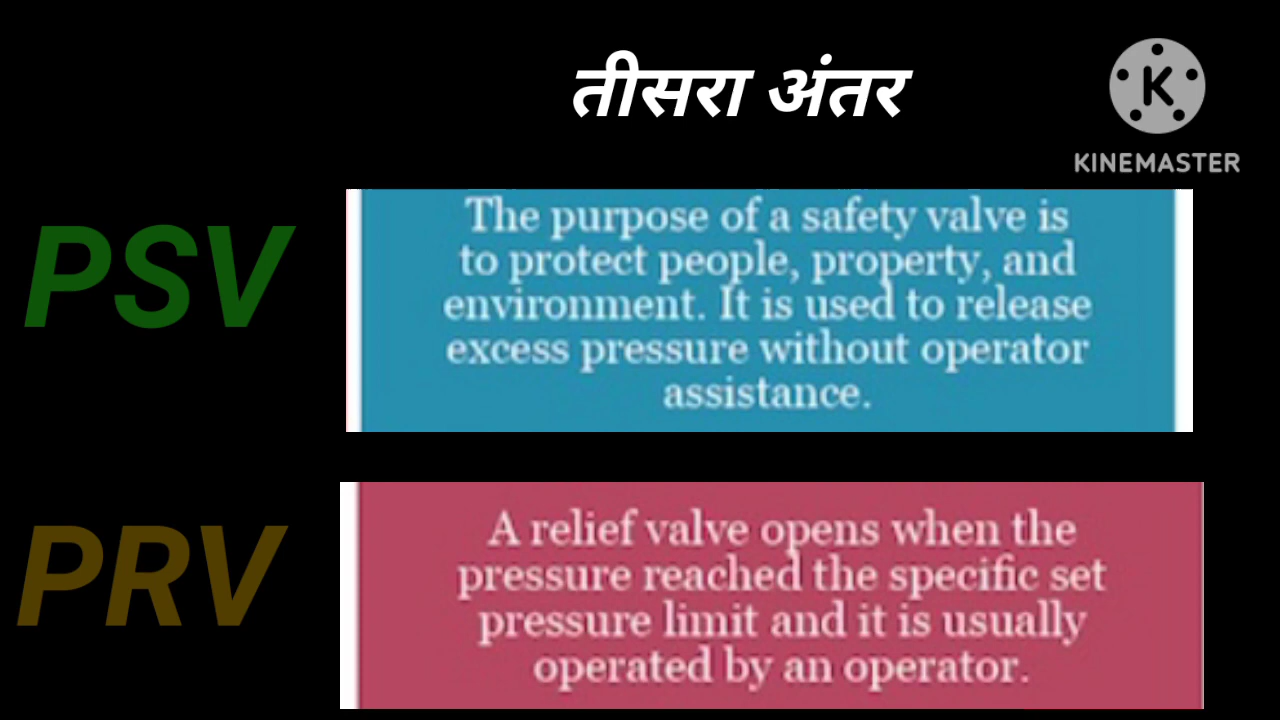 तीसरा अंतर
K
KINEMASTER
PSV
The purpose of a safety valve is
to protect people, property, and
environment. It is used to release
excess pressure without operator
assistance.
PRV
A relief valve opens when the
pressure reached the specific set
pressure limit and it is usually
operated by an operator.